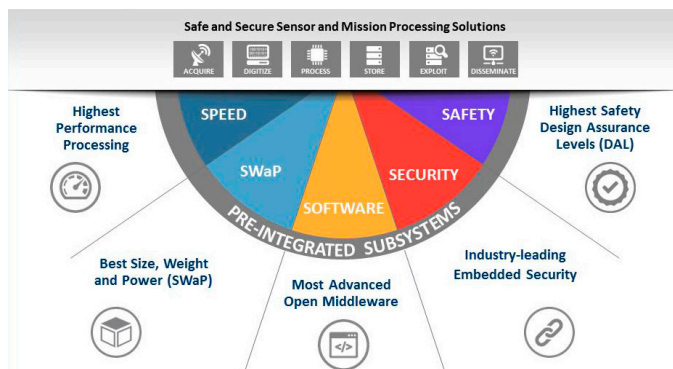 Safe and Secure Sensor and Mission Processing Solutions
ACQUIRE
DIGITIZE
PROCESS
STORE
EXPLOIT
DISSEMINATE
Highest
Performance
Processing
SPEED
SWaP
SOFTWARE
SECURITY
SAFETY
Highest Safety
Design Assurance
Levels (DAL)
PRE-INTEGRATED SUBSYSTEMS
Best Size, Weight
and Power (SWaP)
Most Advanced
Open Middleware
</>
Industry-leading
Embedded Security